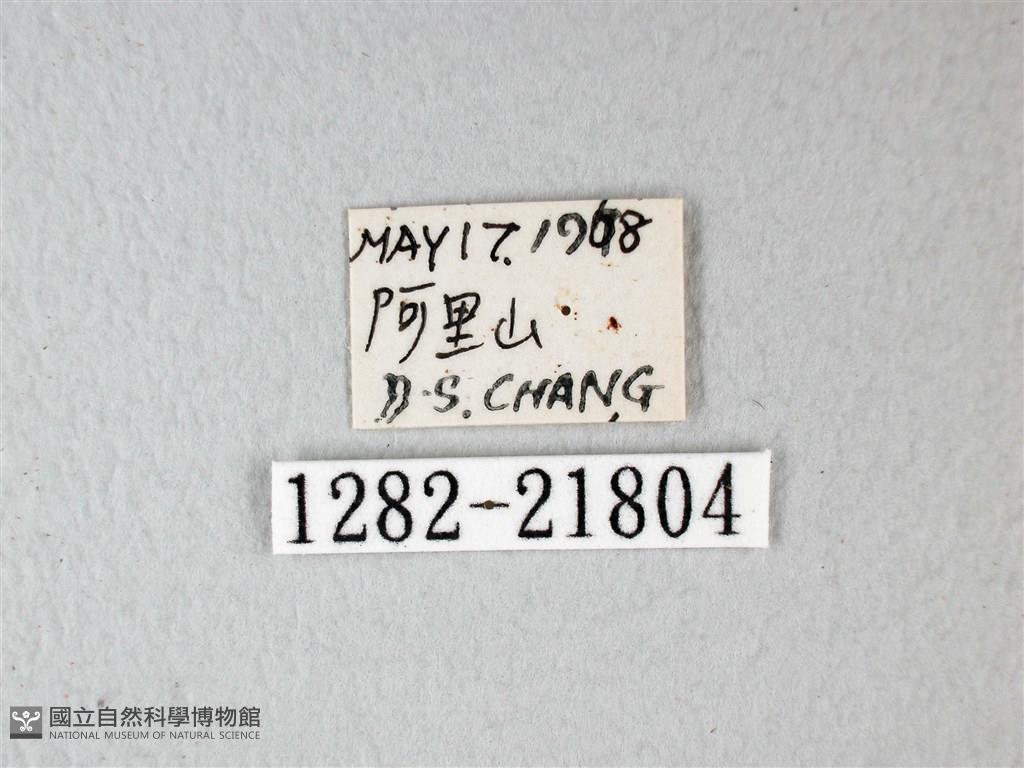 MAY 17. 1968
阿里山
B.S. CHANG
1282-21804
國立自然科學博物館
NATIONAL MUSEUM OF NATURAL SCIENCE